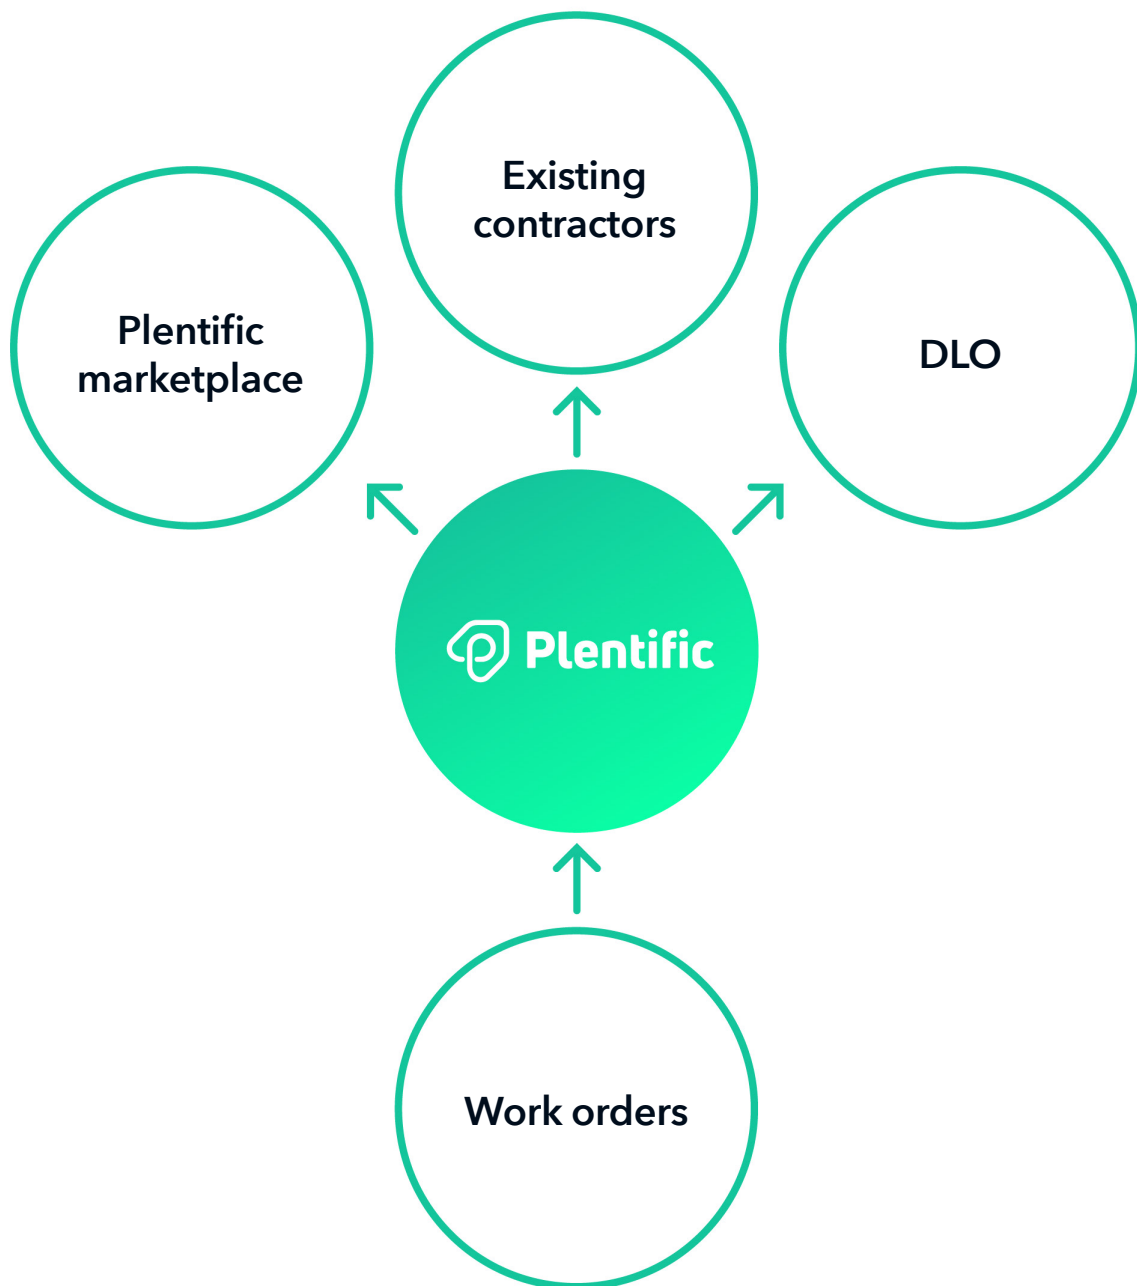 Existing
contractors
Plentific
marketplace
DLO
Plentific
Work orders